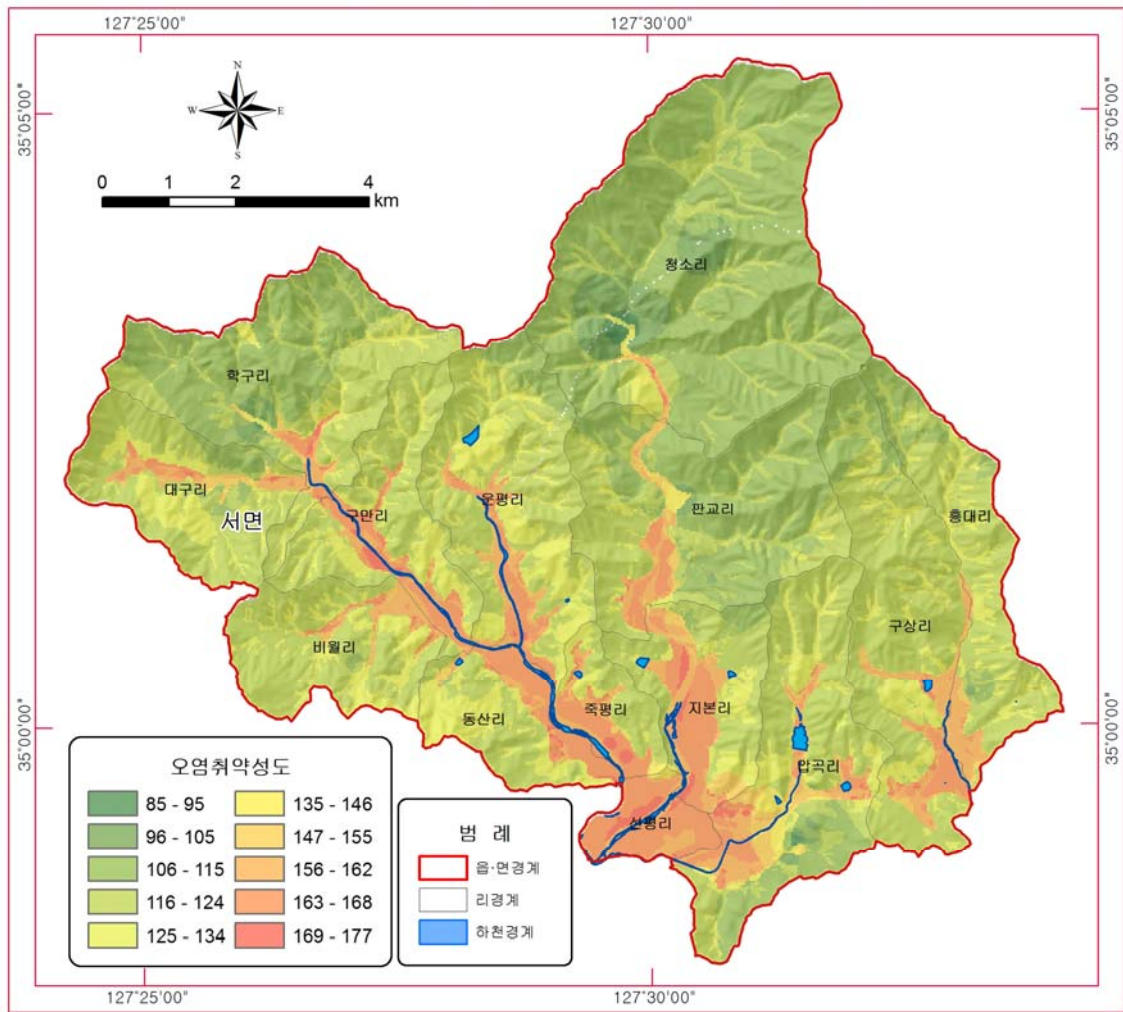 127°25'00" 127°30'00"
35°05'00" 35°05'00"
N
W E
S
0 1 2 4
km
청소리
학구리
대구리
서면
구만리
운평리
판교리
흥대리
구상리
비월리
동산리
죽평리
지본리
압곡리
선평리
35°00'00" 35°00'00"
오염취약성도
85 - 95 135 - 146
96 - 105 147 - 155
106 - 115 156 - 162
116 - 124 163 - 168
125 - 134 169 - 177
범 례
읍·면경계
리경계
하천경계
127°25'00" 127°30'00"